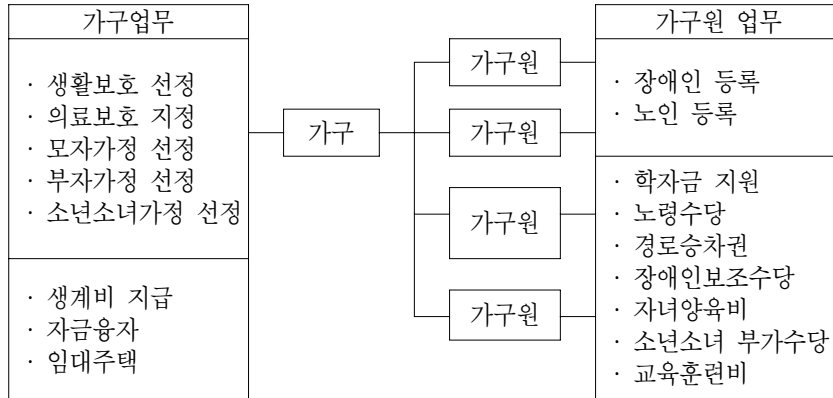 가구업무
· 생활보호 선정
· 의료보호 지정
· 모자가정 선정
· 부자가정 선정
· 소년소녀가정 선정
· 생계비 지급
· 자금융자
· 임대주택
가구
가구원
가구원
가구원
가구원
가구원 업무
· 장애인 등록
· 노인 등록
· 학자금 지원
· 노령수당
· 경로승차권
· 장애인보조수당
· 자녀양육비
· 소년소녀 부가수당
· 교육훈련비